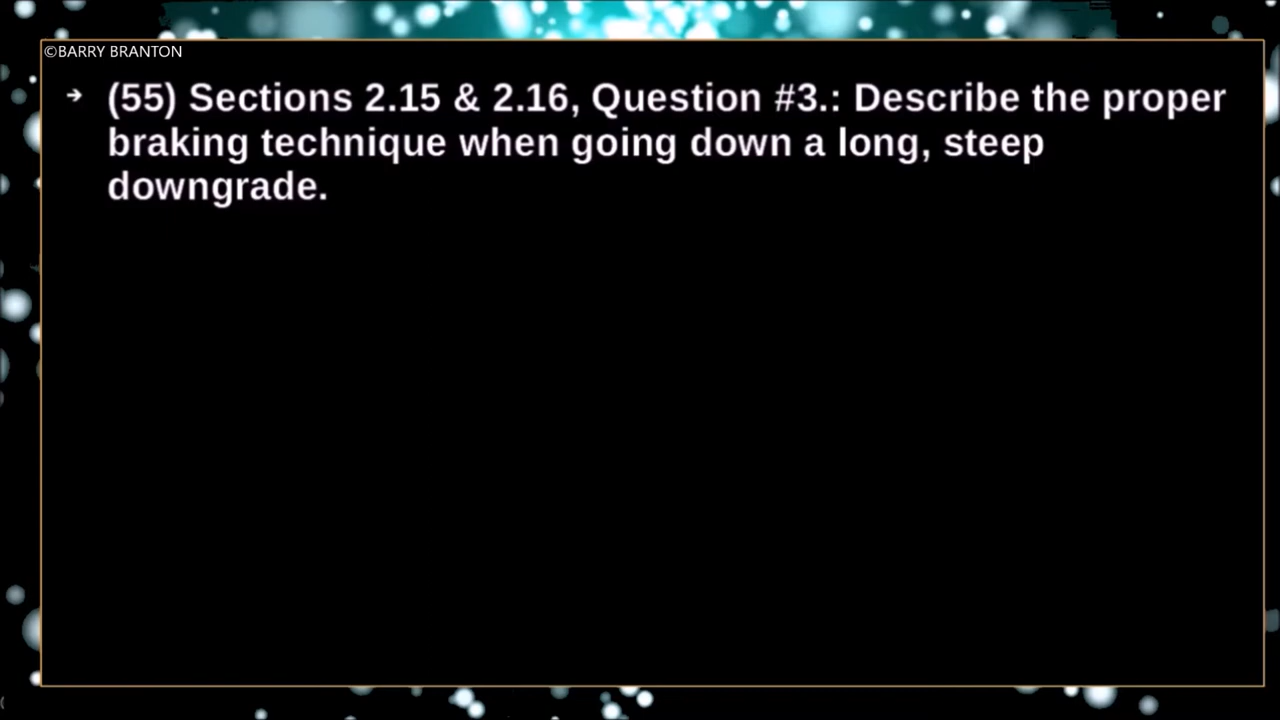 ©BARRY BRANTON
➔ (55) Sections 2.15 & 2.16, Question #3.: Describe the proper
braking technique when going down a long, steep
downgrade.